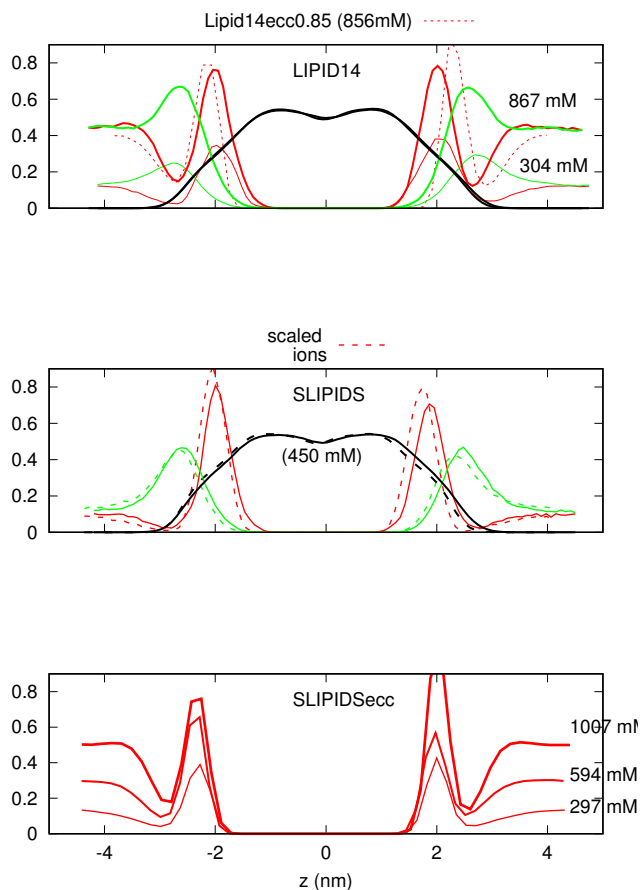 Lipid14ecc0.85 (856mM)
LIPID14
0.8
867 mM
0.6
0.4
304 mM
0.2
0
scaled
ions
SLIPIDS
0.8
0.6
(450 mM)
0.4
0.2
0
SLIPIDSecc
0.8
1007 mM
0.6
594 mM
0.4
297 mM
0.2
0
-4 -2 0 2 4
z (nm)